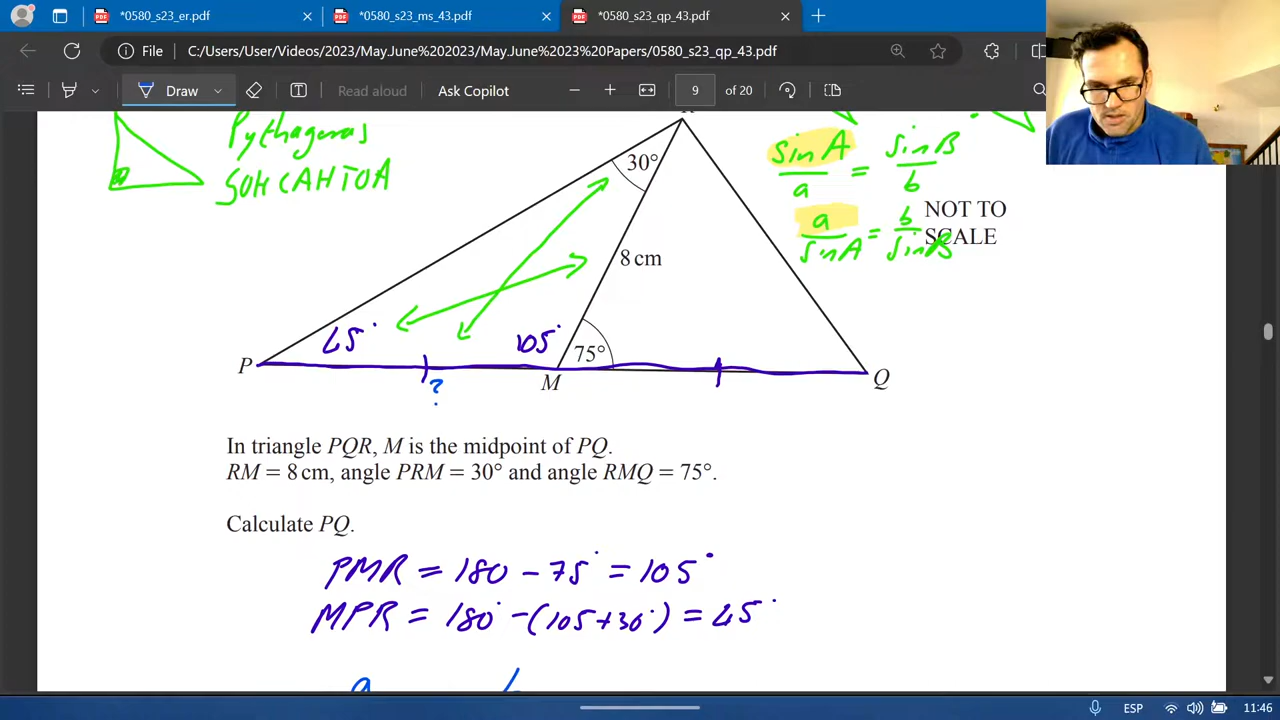 *0580_s23_er.pdf
*0580_s23_ms_43.pdf
*0580_s23_qp_43.pdf
File
C:/Users/User/Videos/2023/May.June%202023/May.June%2023%20Papers/0580_s23_qp_43.pdf
Draw
Read aloud
Ask Copilot
9 of 20
Pythagoras
SOH CAH TOA
sin A / a = sin B / b
a / sin A = b / sin B
NOT TO
SCALE
30°
8 cm
45°
105°
75°
P
?
M
Q
In triangle PQR, M is the midpoint of PQ.
RM = 8 cm, angle PRM = 30° and angle RMQ = 75°.
Calculate PQ.
PMR = 180 - 75° = 105°
MPR = 180° - (105 + 30°) = 45°
ESP
11:46